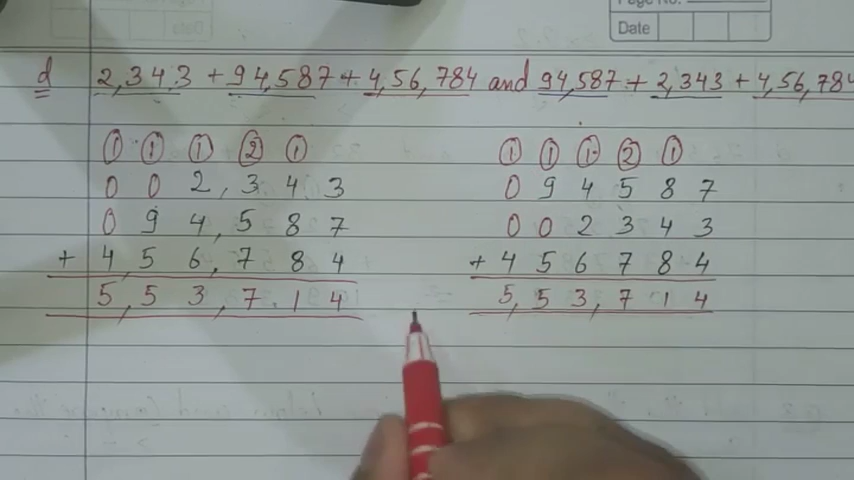 Page No.
Date
d 2,343 + 94,587 + 4,56,784 and 94,587 + 2,343 + 4,56,784
1 1 1 2 1
0 0 2, 3 4 3
0 9 4, 5 8 7
+ 4 5 6, 7 8 4
5, 5 3, 7 1 4
1 1 1 2 1
0 9 4 5 8 7
0 0 2 3 4 3
+ 4 5 6 7 8 4
5, 5 3, 7 1 4